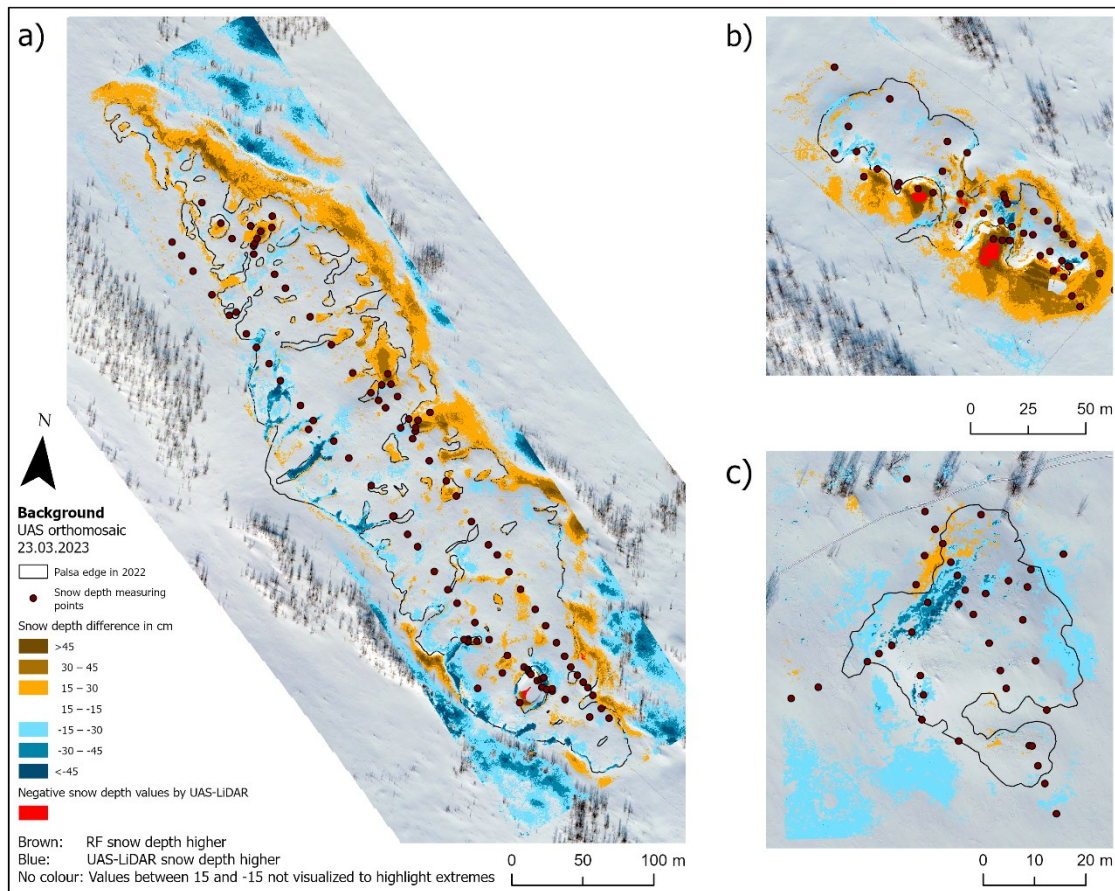 a)
b)
0 25 50 m
c)
N
Background
UAS orthomosaic
23.03.2023
Palsa edge in 2022
Snow depth measuring
points
Snow depth difference in cm
>45
30 – 45
15 – 30
15 – -15
-15 – -30
-30 – -45
<-45
Negative snow depth values by UAS-LiDAR
Brown: RF snow depth higher
Blue: UAS-LiDAR snow depth higher
No colour: Values between 15 and -15 not visualized to highlight extremes
0 50 100 m
0 10 20 m